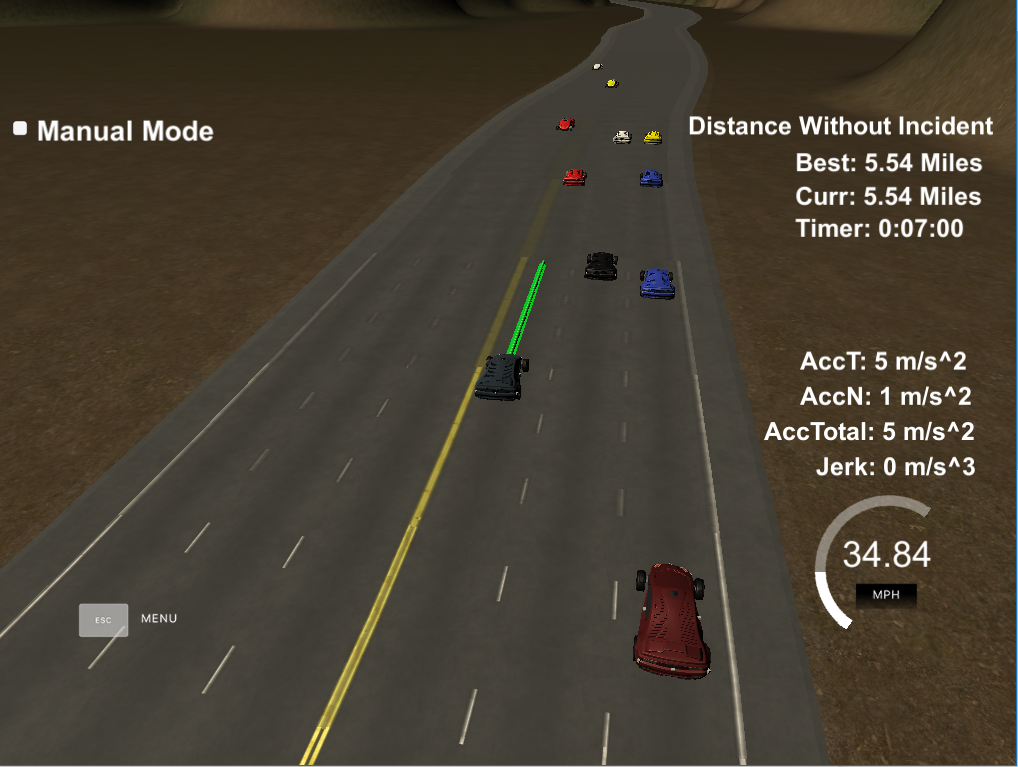 Manual Mode
Distance Without Incident
Best: 5.54 Miles
Curr: 5.54 Miles
Timer: 0:07:00
AccT: 5 m/s^2
AccN: 1 m/s^2
AccTotal: 5 m/s^2
Jerk: 0 m/s^3
34.84
MPH
ESC MENU